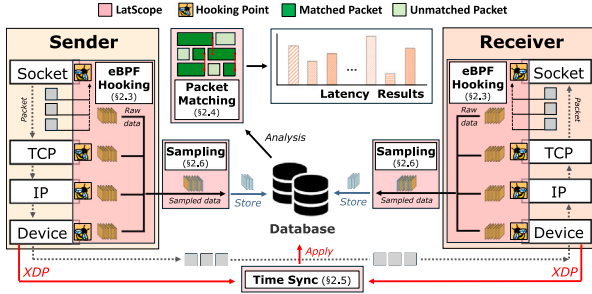 LatScope Hooking Point Matched Packet Unmatched Packet
Sender
Socket
eBPF
Hooking
(§2.3)
Packet
Raw
data
TCP
IP
Device
XDP
Sampling
(§2.6)
Sampled data
Store
Packet
Matching
(§2.4)
...
Latency Results
Analysis
Database
Apply
Time Sync (§2.5)
Receiver
Socket
eBPF
Hooking
(§2.3)
Packet
Raw
data
TCP
IP
Device
XDP
Sampling
(§2.6)
Sampled data
Store